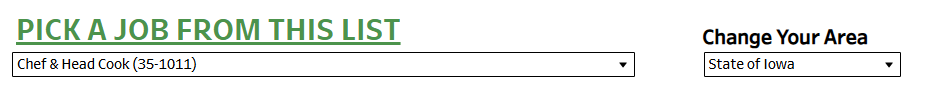 PICK A JOB FROM THIS LIST
Change Your Area
Chef & Head Cook (35-1011)
State of Iowa